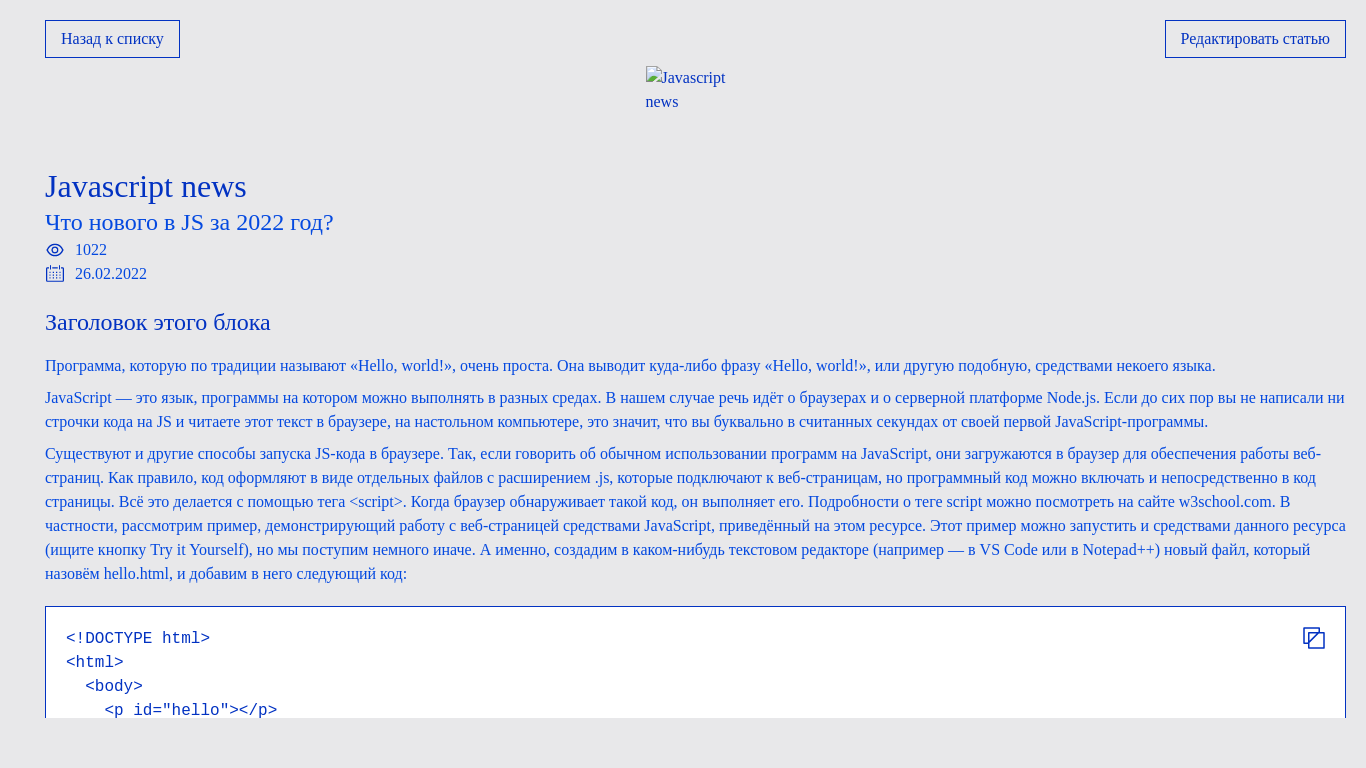 Назад к списку
Редактировать статью
Javascript
news
Javascript news
Что нового в JS за 2022 год?
1022
26.02.2022
Заголовок этого блока
Программа, которую по традиции называют «Hello, world!», очень проста. Она выводит куда-либо фразу «Hello, world!», или другую подобную, средствами некоего языка.
JavaScript — это язык, программы на котором можно выполнять в разных средах. В нашем случае речь идёт о браузерах и о серверной платформе Node.js. Если до сих пор вы не написали ни
строчки кода на JS и читаете этот текст в браузере, на настольном компьютере, это значит, что вы буквально в считанных секундах от своей первой JavaScript-программы.
Существуют и другие способы запуска JS-кода в браузере. Так, если говорить об обычном использовании программ на JavaScript, они загружаются в браузер для обеспечения работы веб-
страниц. Как правило, код оформляют в виде отдельных файлов с расширением .js, которые подключают к веб-страницам, но программный код можно включать и непосредственно в код
страницы. Всё это делается с помощью тега <script>. Когда браузер обнаруживает такой код, он выполняет его. Подробности о теге script можно посмотреть на сайте w3school.com. В
частности, рассмотрим пример, демонстрирующий работу с веб-страницей средствами JavaScript, приведённый на этом ресурсе. Этот пример можно запустить и средствами данного ресурса
(ищите кнопку Try it Yourself), но мы поступим немного иначе. А именно, создадим в каком-нибудь текстовом редакторе (например — в VS Code или в Notepad++) новый файл, который
назовём hello.html, и добавим в него следующий код:
<!DOCTYPE html>
<html>
  <body>
    <p id="hello"></p>